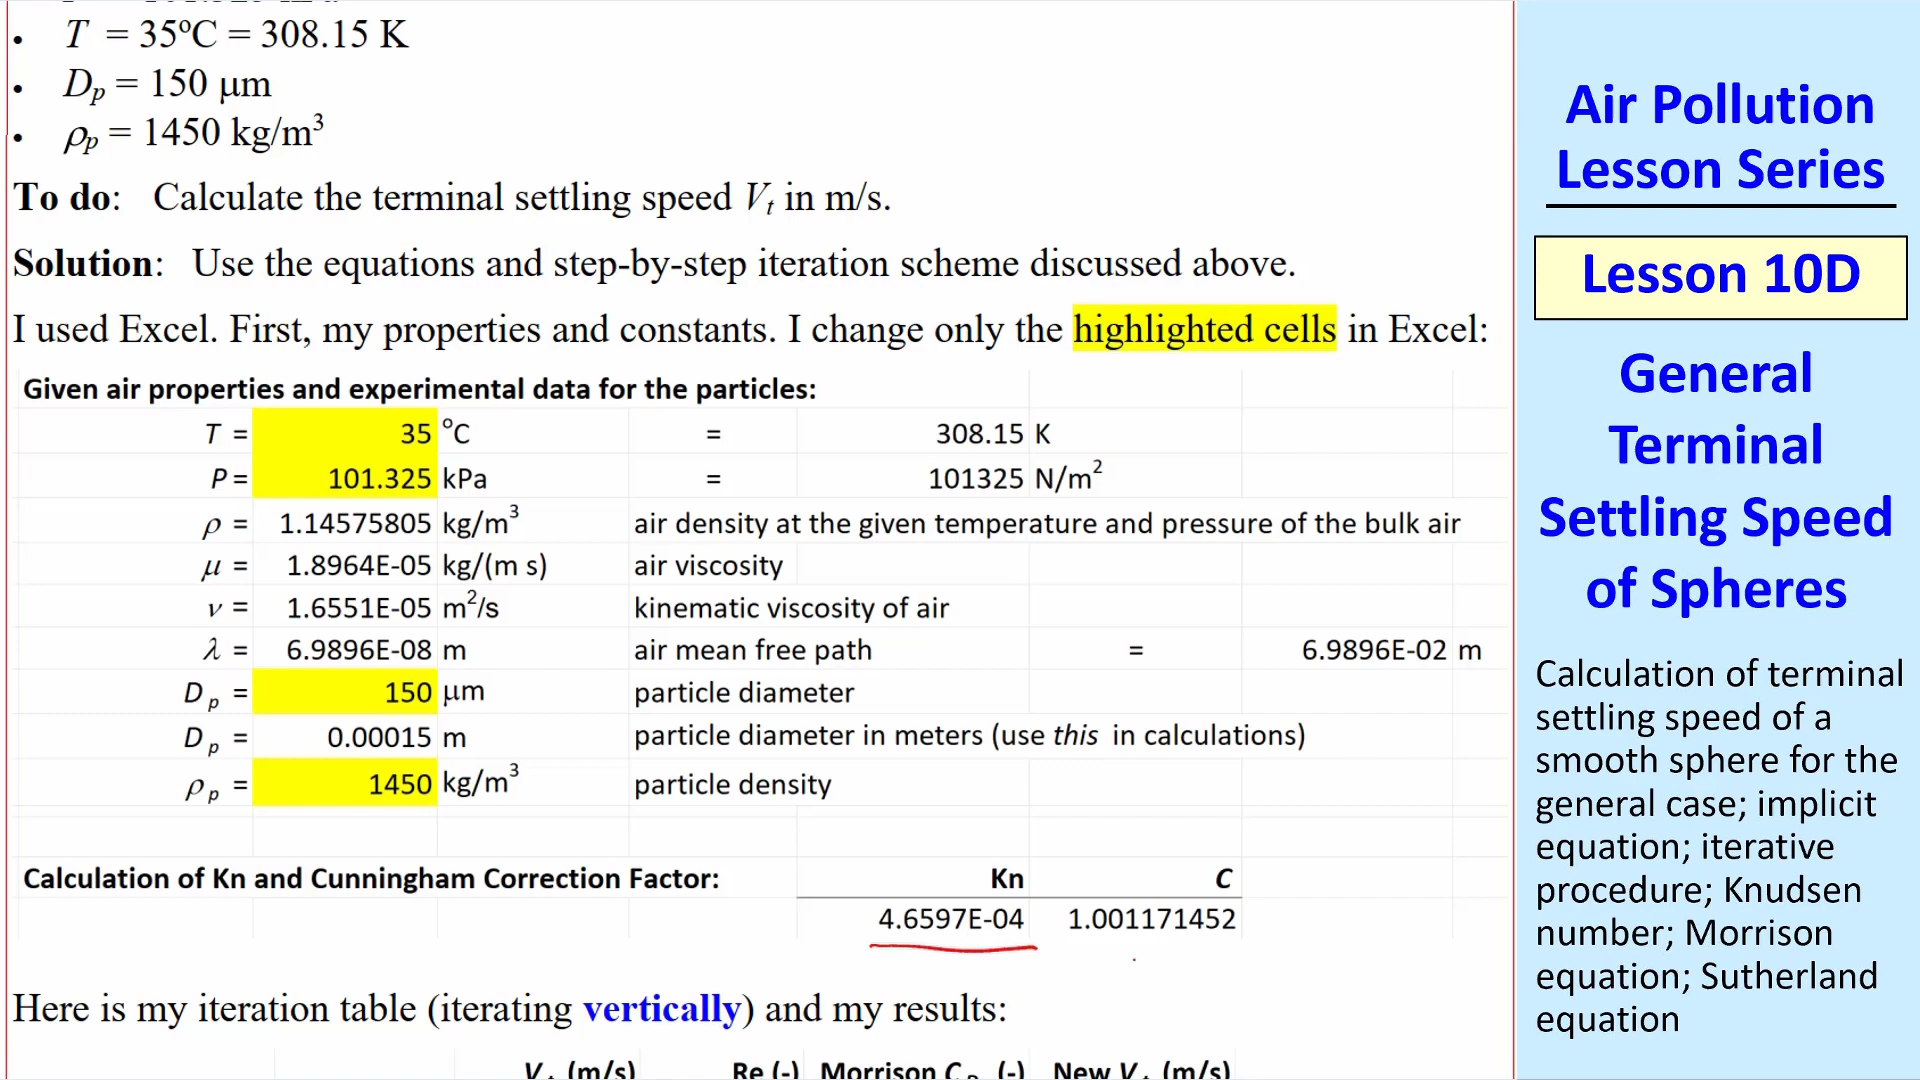 • T = 35°C = 308.15 K
• Dp = 150 μm
• ρp = 1450 kg/m³
To do: Calculate the terminal settling speed Vt in m/s.
Solution: Use the equations and step-by-step iteration scheme discussed above.
I used Excel. First, my properties and constants. I change only the highlighted cells in Excel:
Given air properties and experimental data for the particles:
T = 35 °C = 308.15 K
P = 101.325 kPa = 101325 N/m²
ρ = 1.14575805 kg/m³ air density at the given temperature and pressure of the bulk air
μ = 1.8964E-05 kg/(m s) air viscosity
ν = 1.6551E-05 m²/s kinematic viscosity of air
λ = 6.9896E-08 m air mean free path = 6.9896E-02 m
Dp = 150 μm particle diameter
Dp = 0.00015 m particle diameter in meters (use this in calculations)
ρp = 1450 kg/m³ particle density
Calculation of Kn and Cunningham Correction Factor: Kn C
4.6597E-04 1.001171452
Here is my iteration table (iterating vertically) and my results:
Vt (m/s) Re (-) Morrison CD (-) New Vt (m/s)
Air Pollution
Lesson Series
Lesson 10D
General
Terminal
Settling Speed
of Spheres
Calculation of terminal
settling speed of a
smooth sphere for the
general case; implicit
equation; iterative
procedure; Knudsen
number; Morrison
equation; Sutherland
equation